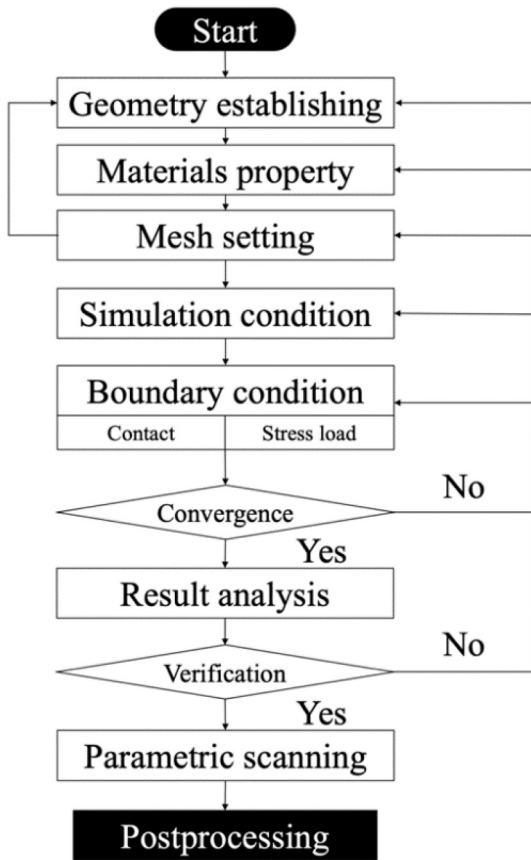 Start
Geometry establishing
Materials property
Mesh setting
Simulation condition
Boundary condition
Contact
Stress load
Convergence
No
Yes
Result analysis
Verification
No
Yes
Parametric scanning
Postprocessing